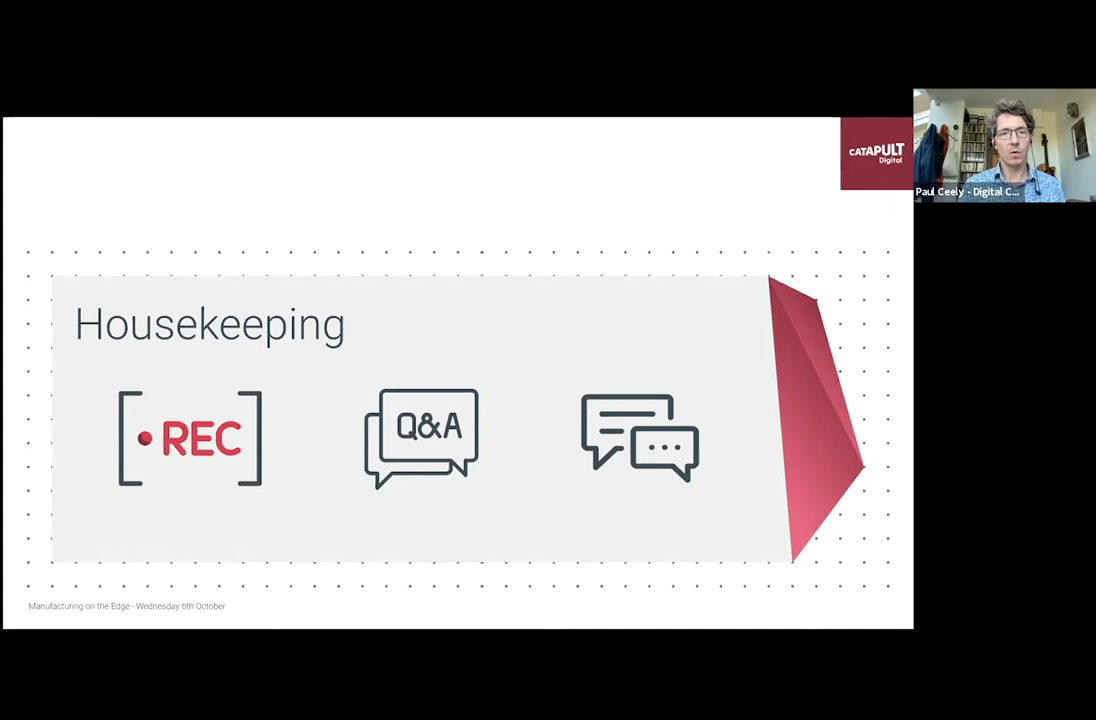 CATAPULT
Digital
Paul Ceely - Digital C...
Housekeeping
REC
Q&A
Manufacturing on the Edge - Wednesday 6th October